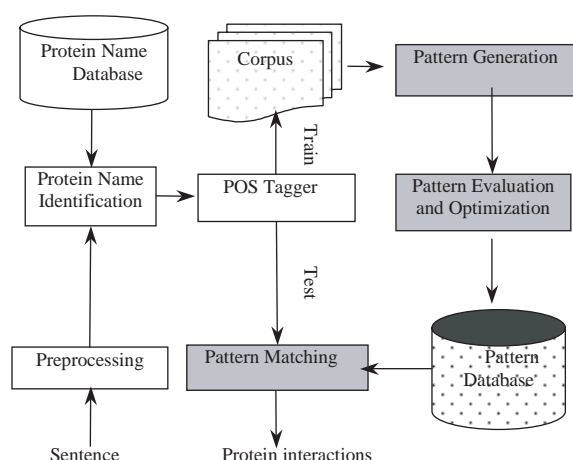 Protein Name
Database
Corpus
Pattern Generation
Train
Protein Name
Identification
POS Tagger
Pattern Evaluation
and Optimization
Test
Preprocessing
Pattern Matching
Pattern
Database
Sentence
Protein interactions